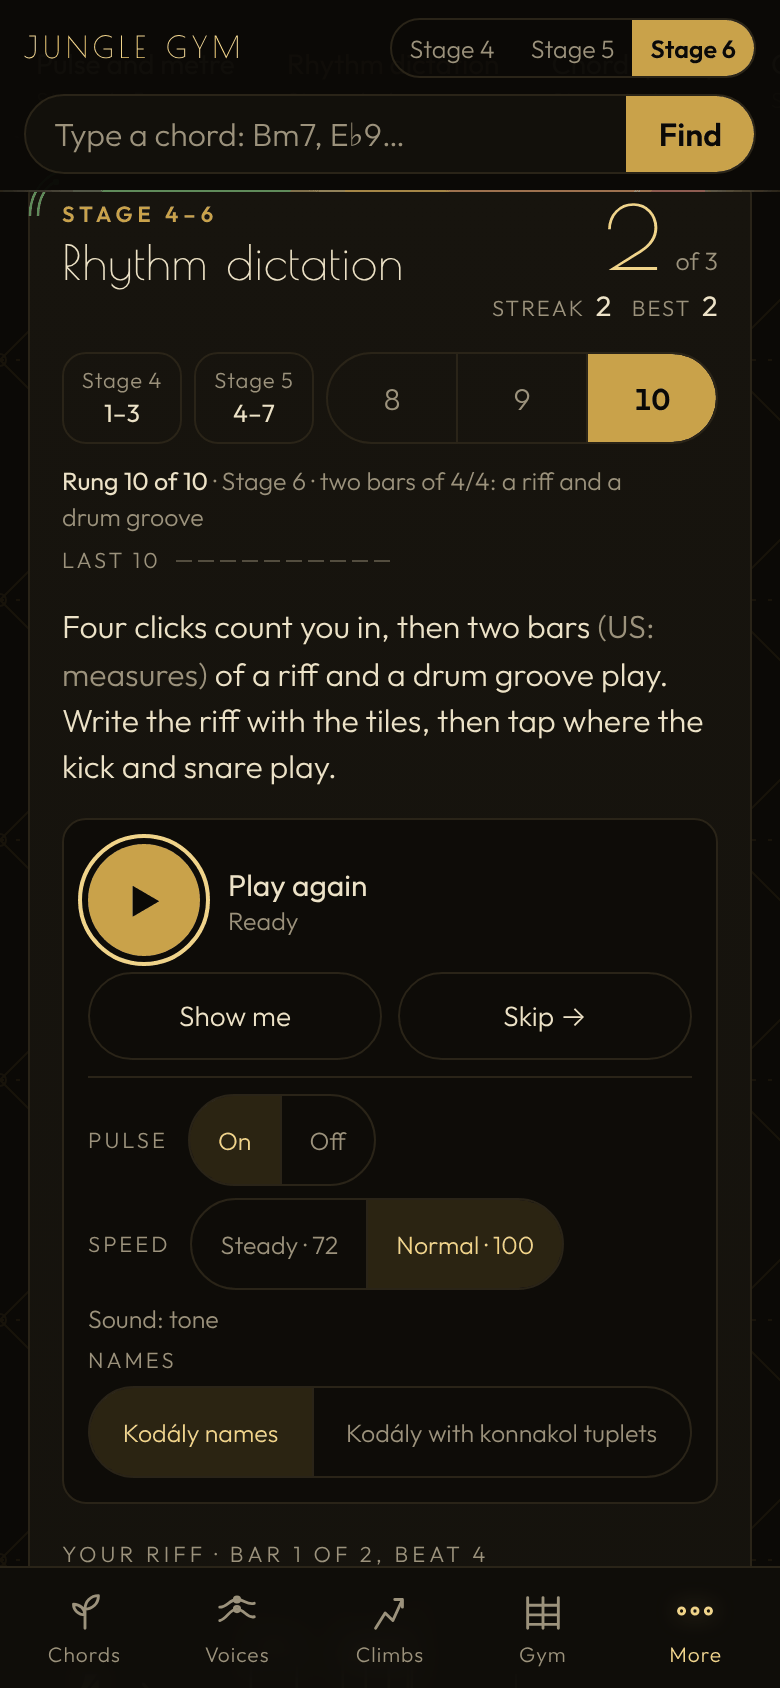 JUNGLE GYM
Stage 4 Stage 5 Stage 6
Pulse and metre Rhythm dictation Chord
Type a chord: Bm7, E♭9... Find
STAGE 4–6
Rhythm dictation
2 of 3
STREAK 2 BEST 2
Stage 4
1–3
Stage 5
4–7
8 9 10
Rung 10 of 10 · Stage 6 · two bars of 4/4: a riff and a
drum groove
LAST 10
Four clicks count you in, then two bars (US:
measures) of a riff and a drum groove play.
Write the riff with the tiles, then tap where the
kick and snare play.
Play again
Ready
Show me Skip →
PULSE On Off
SPEED Steady · 72 Normal · 100
Sound: tone
NAMES
Kodály names Kodály with konnakol tuplets
YOUR RIFF · BAR 1 OF 2, BEAT 4
Chords Voices Climbs Gym More